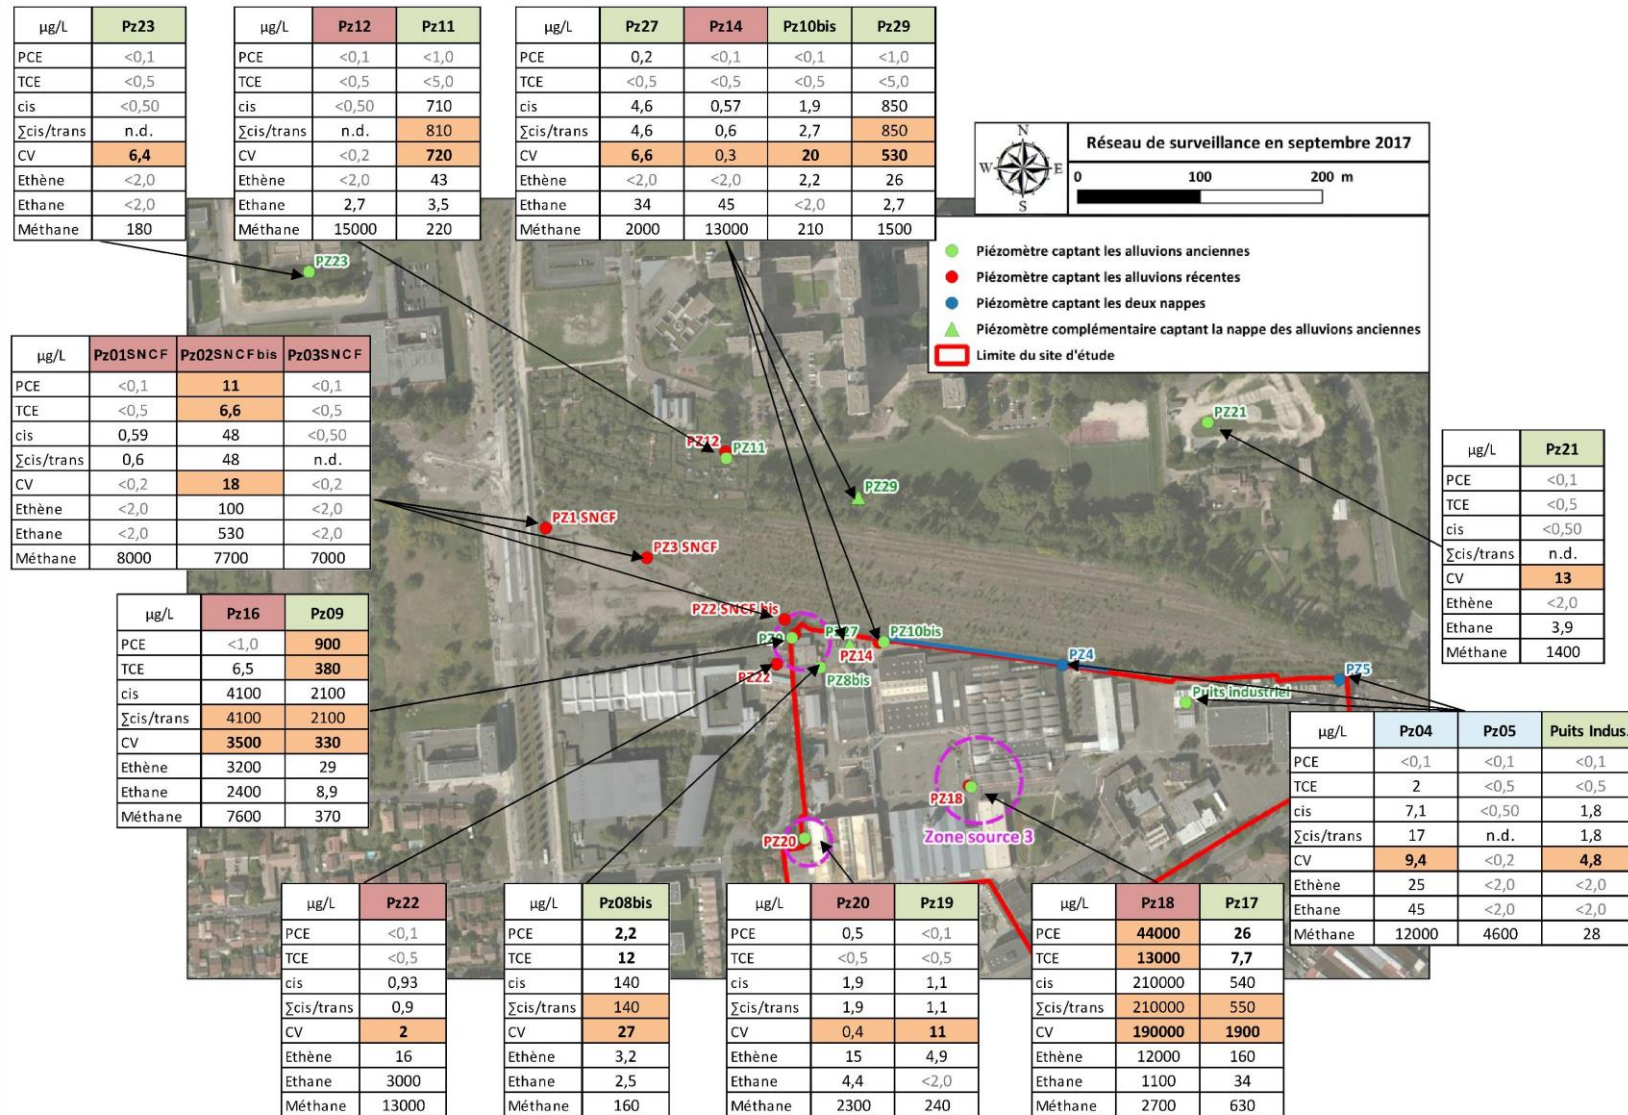 µg/L Pz23
PCE <0,1
TCE <0,5
cis <0,50
∑cis/trans n.d.
CV 6,4
Ethène <2,0
Ethane <2,0
Méthane 180
µg/L Pz12 Pz11
PCE <0,1 <1,0
TCE <0,5 <5,0
cis <0,50 710
∑cis/trans n.d. 810
CV <0,2 720
Ethène <2,0 43
Ethane 2,7 3,5
Méthane 15000 220
µg/L Pz27 Pz14 Pz10bis Pz29
PCE 0,2 <0,1 <0,1 <1,0
TCE <0,5 <0,5 <0,5 <5,0
cis 4,6 0,57 1,9 850
∑cis/trans 4,6 0,6 2,7 850
CV 6,6 0,3 20 530
Ethène <2,0 <2,0 2,2 26
Ethane 34 45 <2,0 2,7
Méthane 2000 13000 210 1500
N
W E
S
Réseau de surveillance en septembre 2017
0 100 200 m
Piézomètre captant les alluvions anciennes
Piézomètre captant les alluvions récentes
Piézomètre captant les deux nappes
Piézomètre complémentaire captant la nappe des alluvions anciennes
Limite du site d'étude
PZ23
µg/L Pz01SNCF Pz02SNCFbis Pz03SNCF
PCE <0,1 11 <0,1
TCE <0,5 6,6 <0,5
cis 0,59 48 <0,50
∑cis/trans 0,6 48 n.d.
CV <0,2 18 <0,2
Ethène <2,0 100 <2,0
Ethane <2,0 530 <2,0
Méthane 8000 7700 7000
PZ21
PZ12 PZ11
PZ29
PZ1 SNCF
PZ3 SNCF
µg/L Pz21
PCE <0,1
TCE <0,5
cis <0,50
∑cis/trans n.d.
CV 13
Ethène <2,0
Ethane 3,9
Méthane 1400
PZ2 SNCF bis
PZ9 PZ27 PZ10bis
PZ14
PZ22 PZ8bis
PZ4
PZ5
Puits industriel
µg/L Pz16 Pz09
PCE <1,0 900
TCE 6,5 380
cis 4100 2100
∑cis/trans 4100 2100
CV 3500 330
Ethène 3200 29
Ethane 2400 8,9
Méthane 7600 370
µg/L Pz04 Pz05 Puits Indus.
PCE <0,1 <0,1 <0,1
TCE 2 <0,5 <0,5
cis 7,1 <0,50 1,8
∑cis/trans 17 n.d. 1,8
CV 9,4 <0,2 4,8
Ethène 25 <2,0 <2,0
Ethane 45 <2,0 <2,0
Méthane 12000 4600 28
PZ18
Zone source 3
PZ20
µg/L Pz22
PCE <0,1
TCE <0,5
cis 0,93
∑cis/trans 0,9
CV 2
Ethène 16
Ethane 3000
Méthane 13000
µg/L Pz08bis
PCE 2,2
TCE 12
cis 140
∑cis/trans 140
CV 27
Ethène 3,2
Ethane 2,5
Méthane 160
µg/L Pz20 Pz19
PCE 0,5 <0,1
TCE <0,5 <0,5
cis 1,9 1,1
∑cis/trans 1,9 1,1
CV 0,4 11
Ethène 15 4,9
Ethane 4,4 <2,0
Méthane 2300 240
µg/L Pz18 Pz17
PCE 44000 26
TCE 13000 7,7
cis 210000 540
∑cis/trans 210000 550
CV 190000 1900
Ethène 12000 160
Ethane 1100 34
Méthane 2700 630